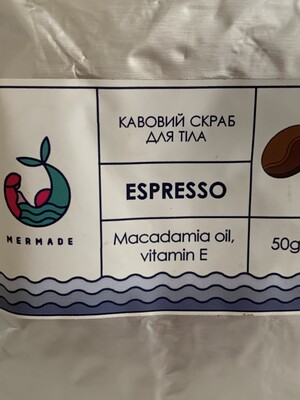 КАВОВИЙ СКРАБ
ДЛЯ ТІЛА
ESPRESSO
MERMADE
Macadamia oil,
vitamin E
50g